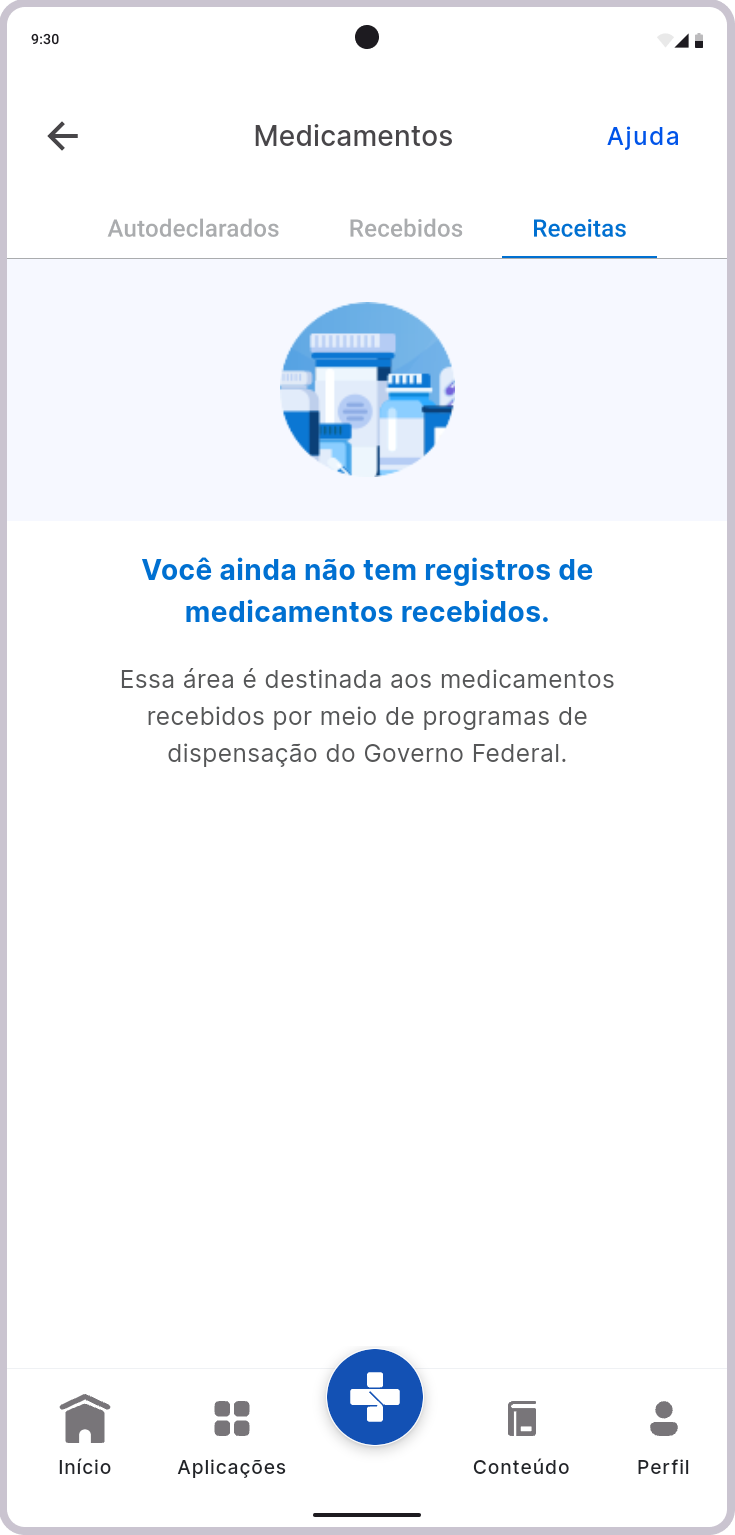 9:30
Medicamentos
Ajuda
Autodeclarados
Recebidos
Receitas
Você ainda não tem registros de
medicamentos recebidos.
Essa área é destinada aos medicamentos
recebidos por meio de programas de
dispensação do Governo Federal.
Início
Aplicações
Conteúdo
Perfil